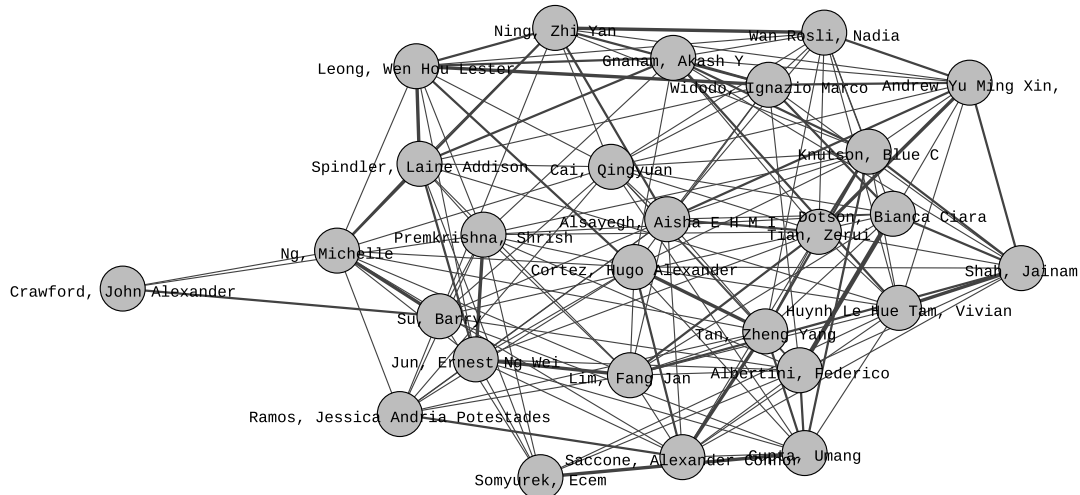 Ning, Zhi Yan
Wan Rosli, Nadia
Gnanam, Akash Y
Leong, Wen Hou Lester
Widodo, Ignazio Marco
Andrew Yu Ming Xin,
Knutson, Blue C
Spindler, Laine Addison
Cai, Qingyuan
Dotson, Bianca Ciara
Alsayegh, Aisha E H M I
Tian, Zerui
Premkrishna, Shrish
Ng, Michelle
Cortez, Hugo Alexander
Shah, Jainam
Crawford, John Alexander
Huynh Le Hue Tam, Vivian
Su, Barry
Tan, Zheng Yang
Jun, Ernest Ng Wei
Albertini, Federico
Lim, Fang Jan
Ramos, Jessica Andria Potestades
Gupta, Umang
Saccone, Alexander Connor
Somyurek, Ecem